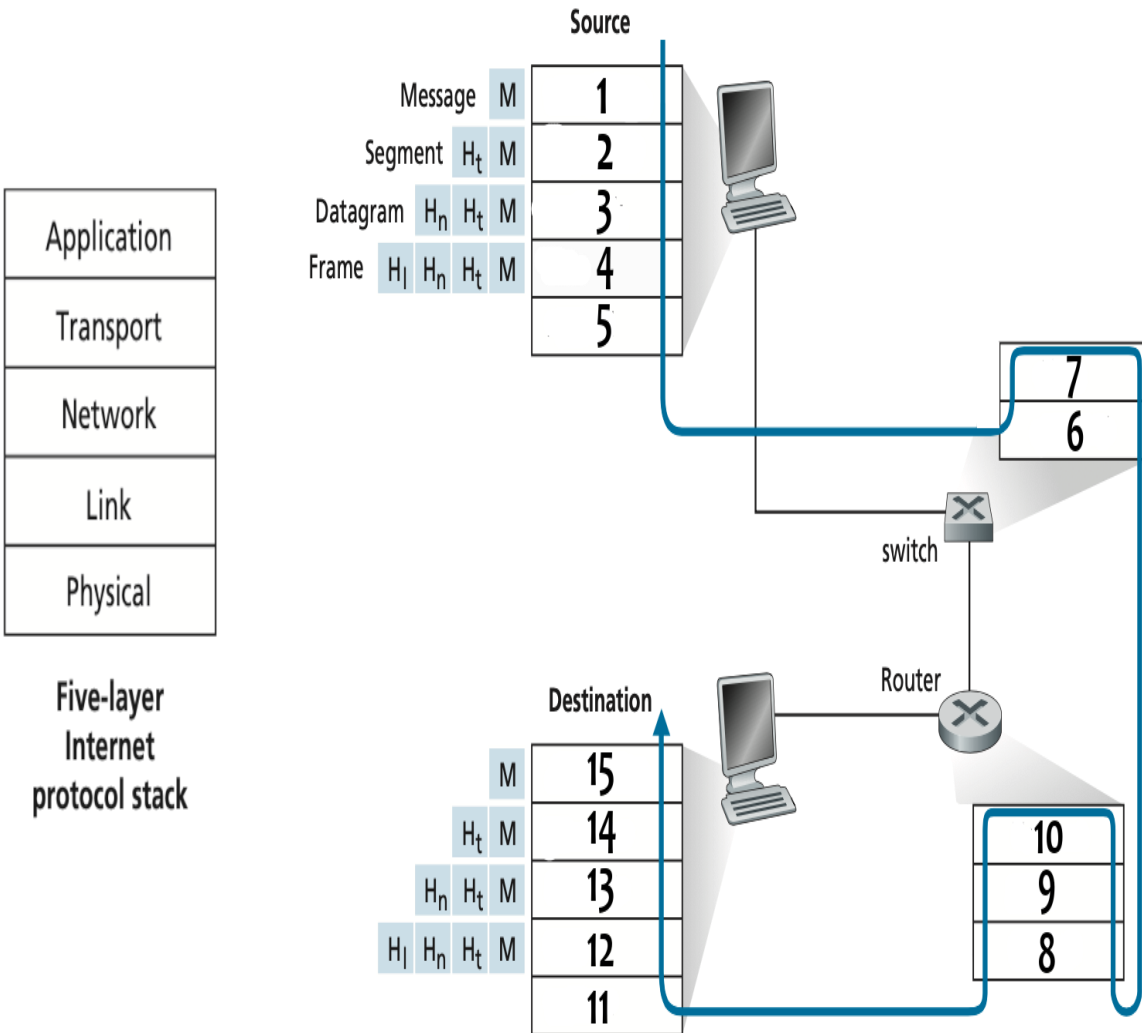 Source
Message M 1
Segment Ht M 2
Datagram Hn Ht M 3
Frame Hl Hn Ht M 4
5
Application
Transport
Network
Link
Physical
Five-layer
Internet
protocol stack
7
6
switch
Router
Destination
M 15
Ht M 14
Hn Ht M 13
Hl Hn Ht M 12
11
10
9
8